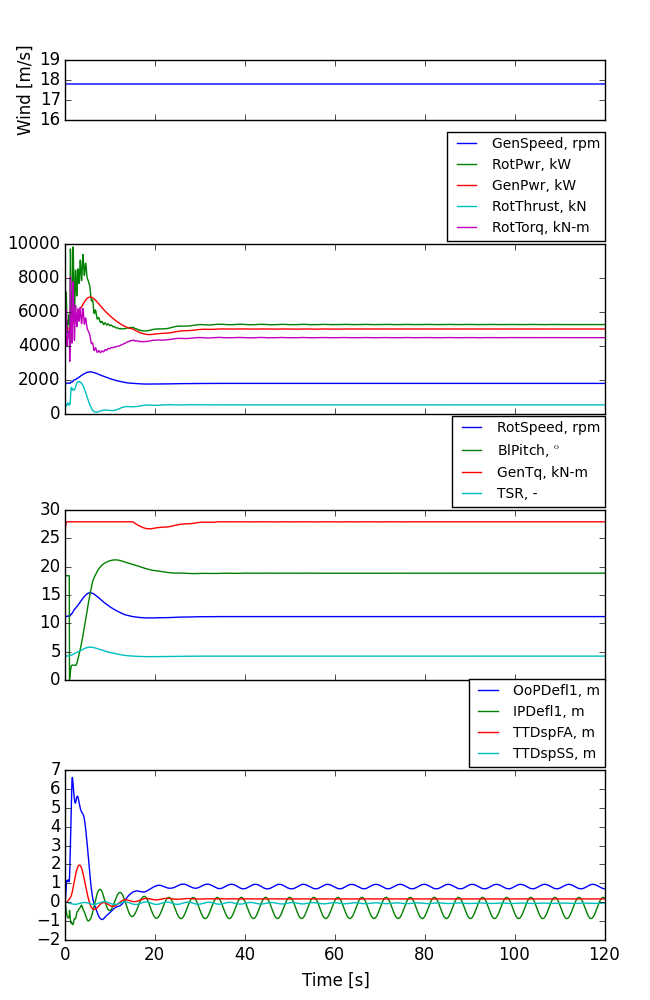 Wind [m/s]
19
18
17
16
GenSpeed, rpm
RotPwr, kW
GenPwr, kW
RotThrust, kN
RotTorq, kN-m
10000
8000
6000
4000
2000
0
RotSpeed, rpm
BlPitch, °
GenTq, kN-m
TSR, -
30
25
20
15
10
5
0
OoPDefl1, m
IPDefl1, m
TTDspFA, m
TTDspSS, m
7
6
5
4
3
2
1
0
−1
−2
0 20 40 60 80 100 120
Time [s]